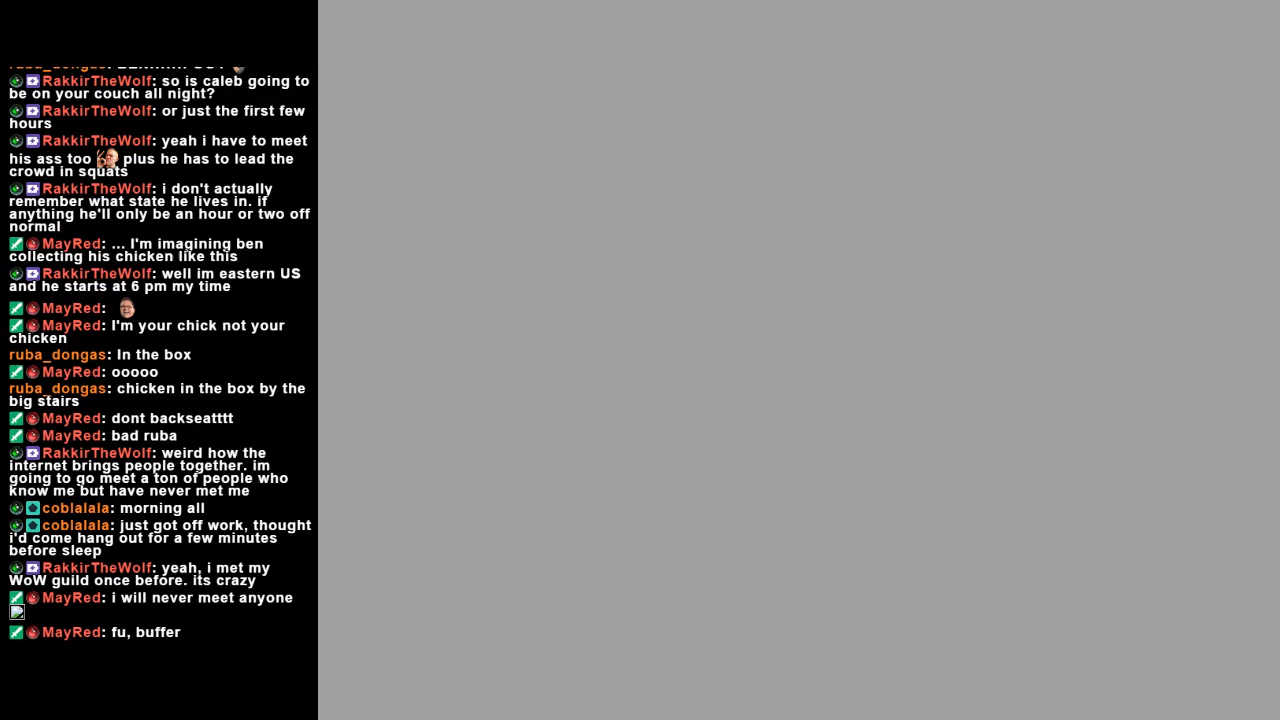 RakkirTheWolf: so is caleb going to
be on your couch all night?
RakkirTheWolf: or just the first few
hours
RakkirTheWolf: yeah i have to meet
his ass too plus he has to lead the
crowd in squats
RakkirTheWolf: i don't actually
remember what state he lives in. if
anything he'll only be an hour or two off
normal
MayRed: ... I'm imagining ben
collecting his chicken like this
RakkirTheWolf: well im eastern US
and he starts at 6 pm my time
MayRed:
MayRed: I'm your chick not your
chicken
ruba_dongas: In the box
MayRed: ooooo
ruba_dongas: chicken in the box by the
big stairs
MayRed: dont backseatttt
MayRed: bad ruba
RakkirTheWolf: weird how the
internet brings people together. im
going to go meet a ton of people who
know me but have never met me
coblalala: morning all
coblalala: just got off work, thought
i'd come hang out for a few minutes
before sleep
RakkirTheWolf: yeah, i met my
WoW guild once before. its crazy
MayRed: i will never meet anyone
MayRed: fu, buffer